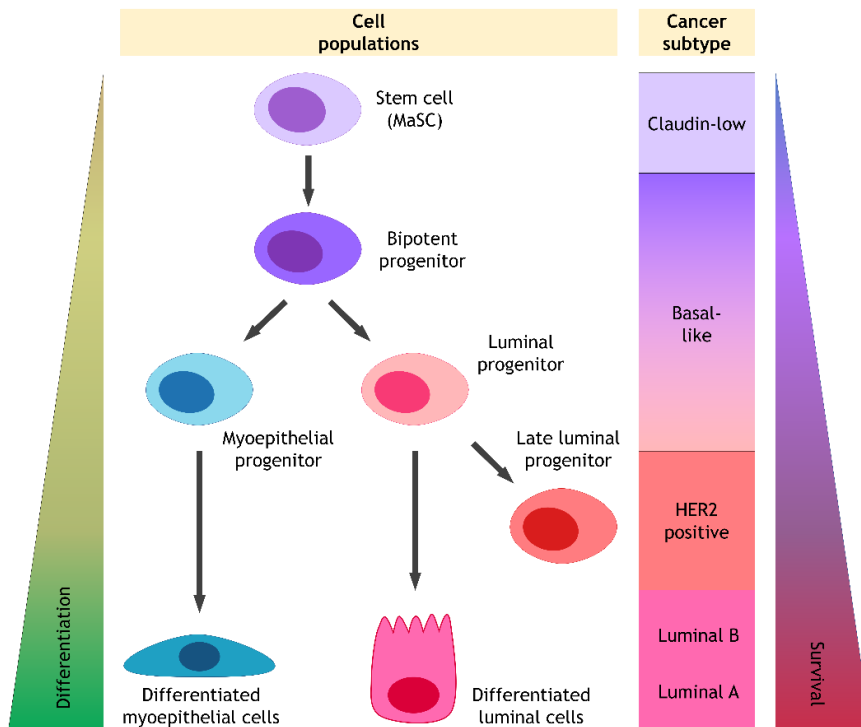 Cell
populations
Cancer
subtype
Stem cell
(MaSC)
Claudin-low
Bipotent
progenitor
Basal-
like
Luminal
progenitor
Myoepithelial
progenitor
Late luminal
progenitor
HER2
positive
Differentiation
Survival
Luminal B
Luminal A
Differentiated
myoepithelial cells
Differentiated
luminal cells